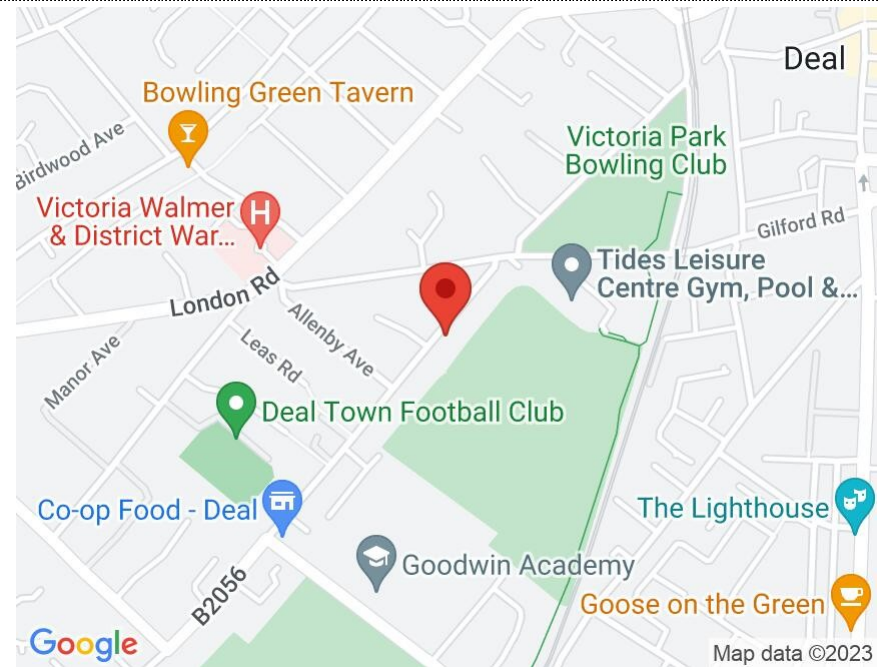 Deal
Bowling Green Tavern
Birdwood Ave
Victoria Park
Bowling Club
Victoria Walmer
& District War...
H
Gilford Rd
Tides Leisure
Centre Gym, Pool &...
London Rd
Allenby Ave
Leas Rd
Manor Ave
Deal Town Football Club
Co-op Food - Deal
The Lighthouse
Goodwin Academy
B2056
Goose on the Green
Google
Map data ©2023